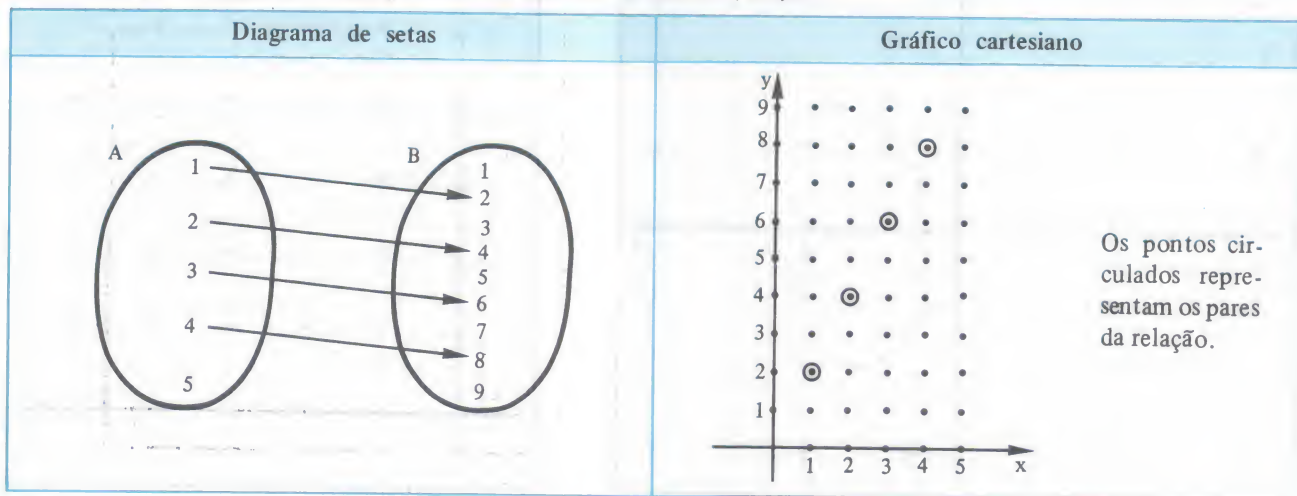 Diagrama de setas
Gráfico cartesiano
A
1
2
3
4
5
B
1
2
3
4
5
6
7
8
9
y
9
8
7
6
5
4
3
2
1
1 2 3 4 5 x
Os pontos cir-
culados repre-
sentam os pares
da relação.